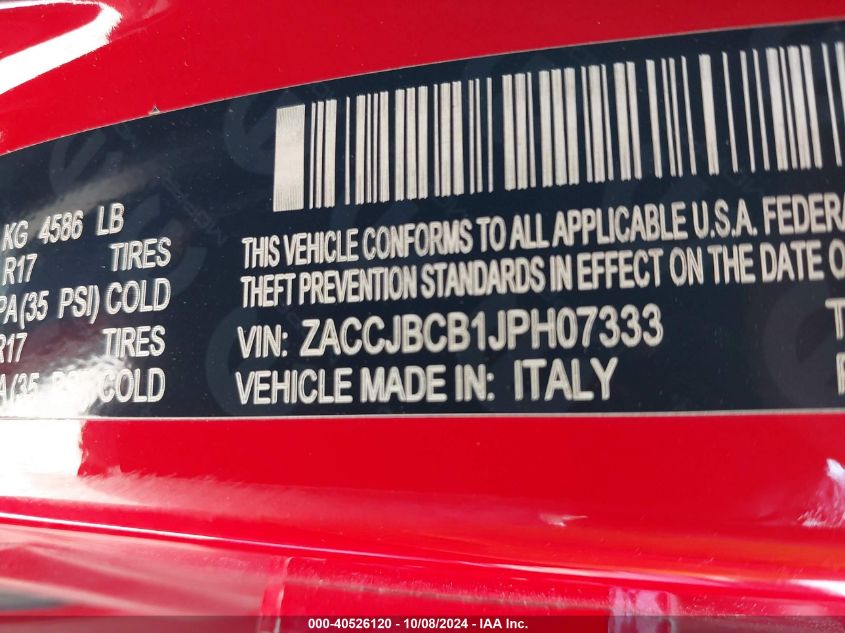 KG 4586 LB
R17 TIRES
PA(35 PSI) COLD
R17 TIRES
COLD
THIS VEHICLE CONFORMS TO ALL APPLICABLE U.S.A. FEDERA
THEFT PREVENTION STANDARDS IN EFFECT ON THE DATE O
VIN: ZACCJBCB1JPH07333
VEHICLE MADE IN: ITALY
000-40526120 - 10/08/2024 - IAA Inc.